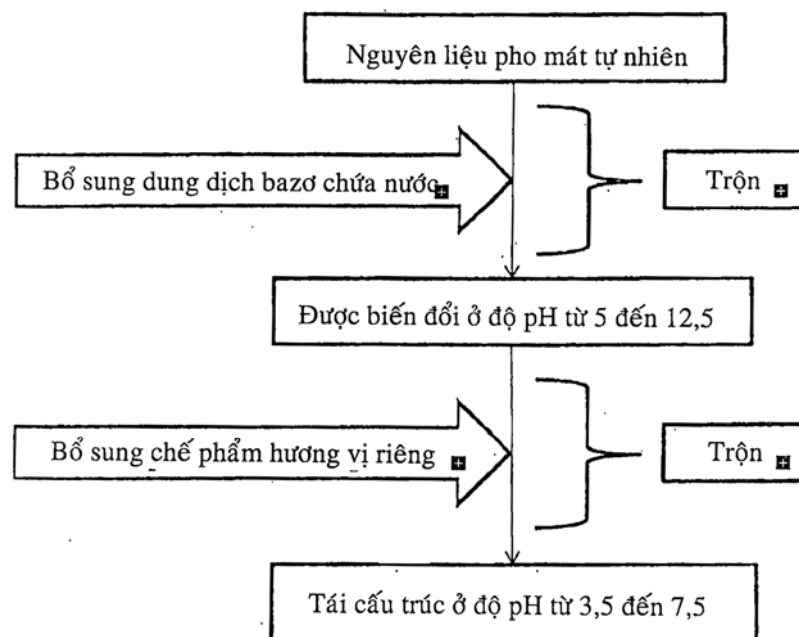 Nguyên liệu pho mát tự nhiên
Bổ sung dung dịch bazơ chứa nước
Trộn
Được biến đổi ở độ pH từ 5 đến 12,5
Bổ sung chế phẩm hương vị riêng
Trộn
Tái cấu trúc ở độ pH từ 3,5 đến 7,5